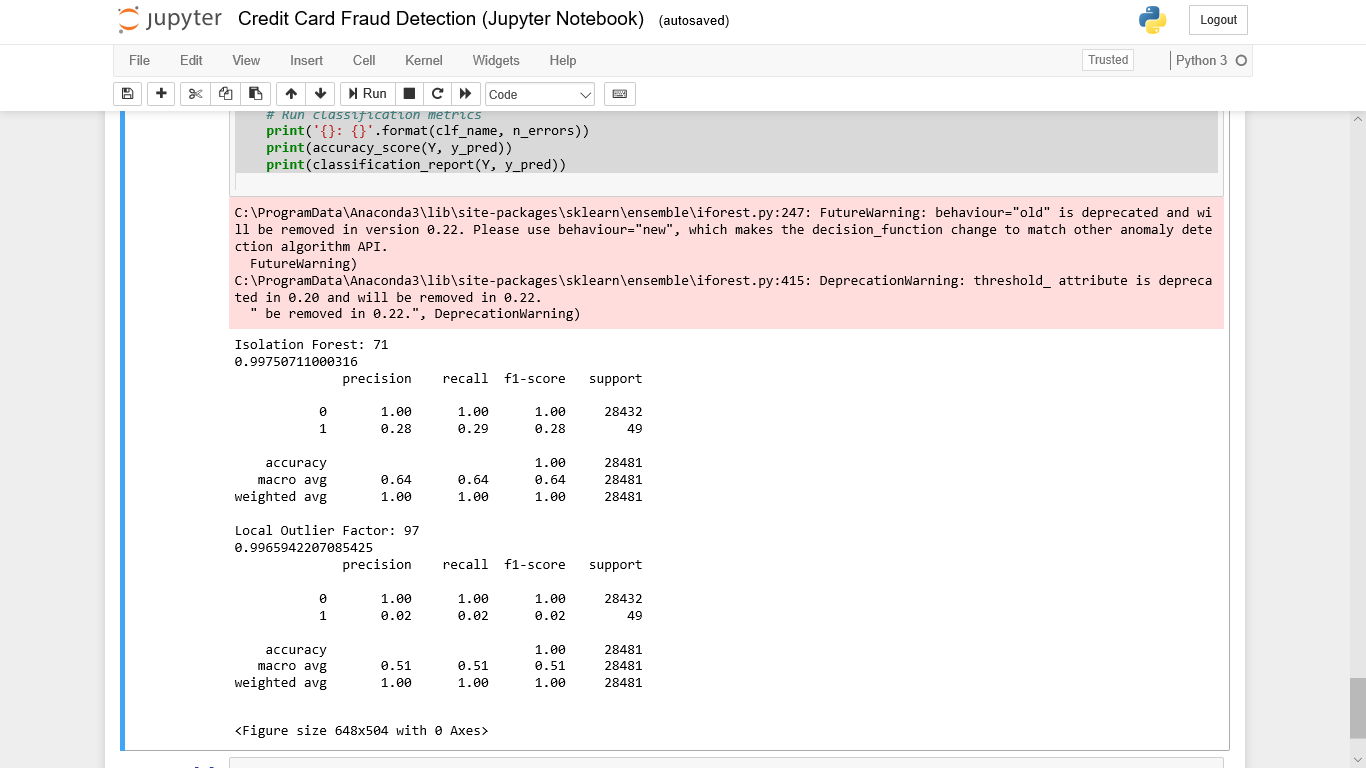 jupyter Credit Card Fraud Detection (Jupyter Notebook) (autosaved) Logout
File Edit View Insert Cell Kernel Widgets Help Trusted Python 3
Run Code
# Run classification metrics
print('{}: {}'.format(clf_name, n_errors))
print(accuracy_score(Y, y_pred))
print(classification_report(Y, y_pred))
C:\ProgramData\Anaconda3\lib\site-packages\sklearn\ensemble\iforest.py:247: FutureWarning: behaviour="old" is deprecated and wi
ll be removed in version 0.22. Please use behaviour="new", which makes the decision_function change to match other anomaly dete
ction algorithm API.
  FutureWarning)
C:\ProgramData\Anaconda3\lib\site-packages\sklearn\ensemble\iforest.py:415: DeprecationWarning: threshold_ attribute is depreca
ted in 0.20 and will be removed in 0.22.
  " be removed in 0.22.", DeprecationWarning)
Isolation Forest: 71
0.99750711000316
              precision    recall  f1-score   support
           0       1.00      1.00      1.00     28432
           1       0.28      0.29      0.28        49
    accuracy                           1.00     28481
   macro avg       0.64      0.64      0.64     28481
weighted avg       1.00      1.00      1.00     28481
Local Outlier Factor: 97
0.9965942207085425
              precision    recall  f1-score   support
           0       1.00      1.00      1.00     28432
           1       0.02      0.02      0.02        49
    accuracy                           1.00     28481
   macro avg       0.51      0.51      0.51     28481
weighted avg       1.00      1.00      1.00     28481
<Figure size 648x504 with 0 Axes>